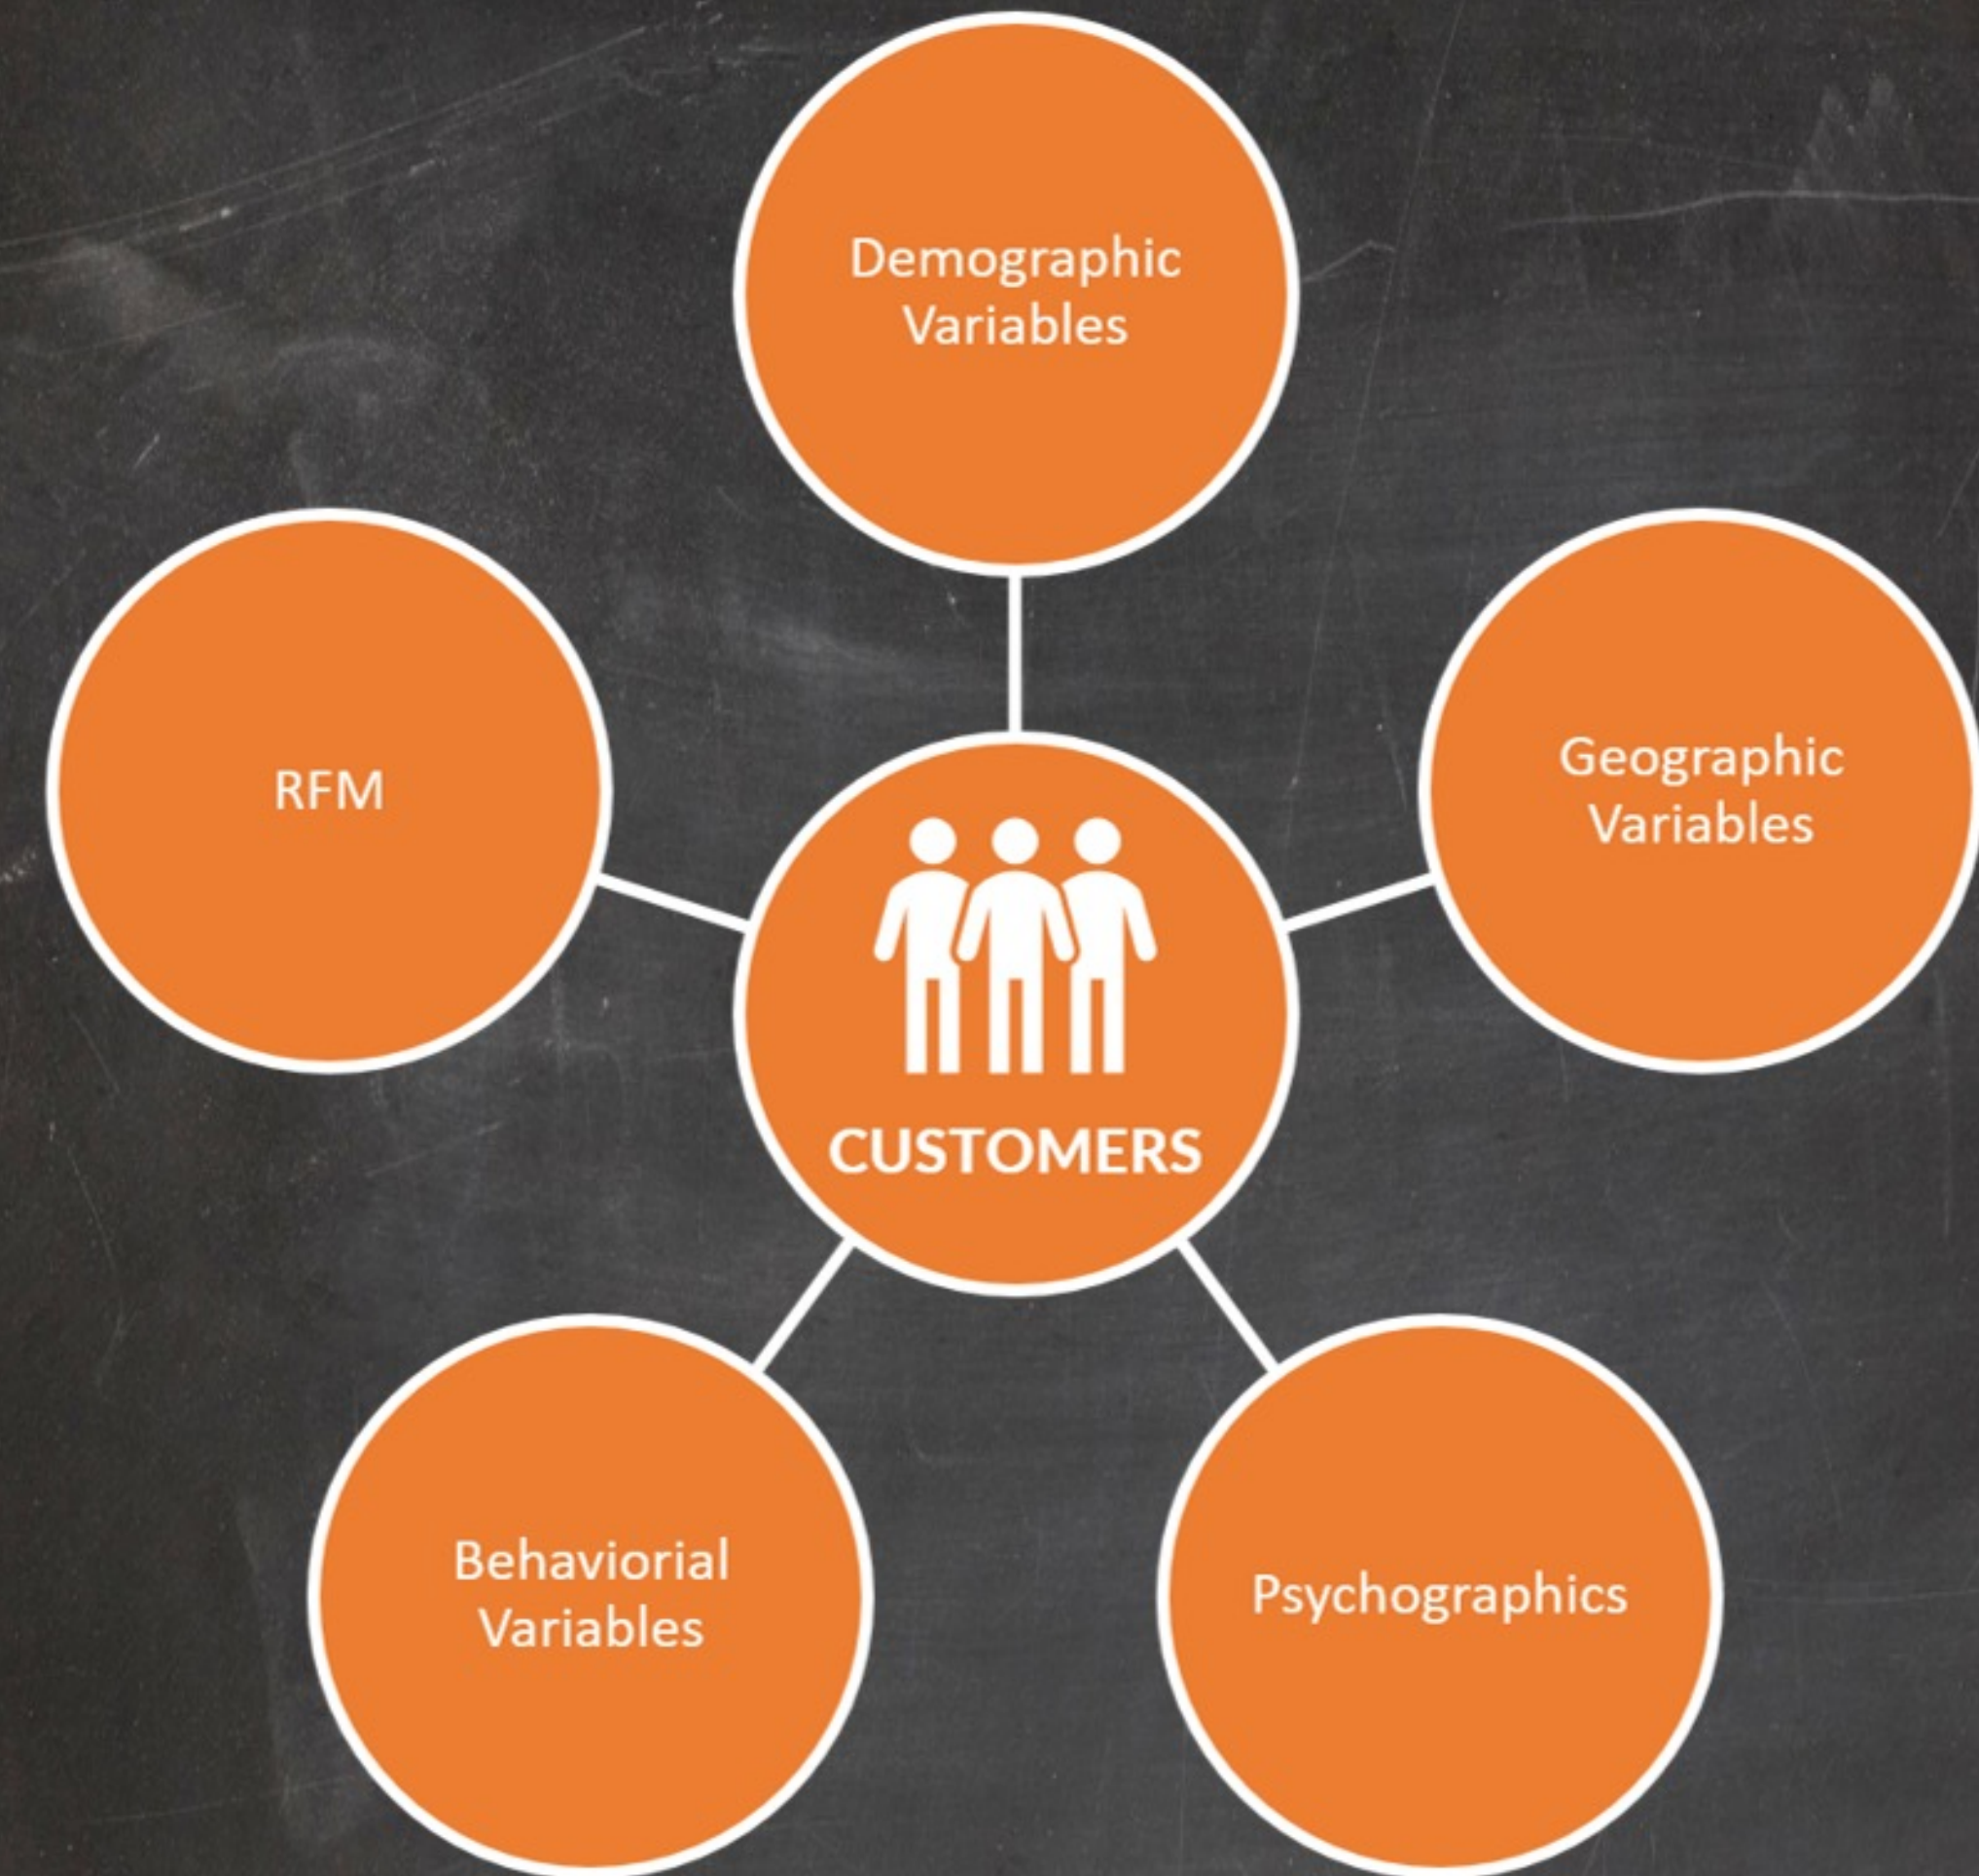 Demographic
Variables
RFM
Geographic
Variables
CUSTOMERS
Behaviorial
Variables
Psychographics